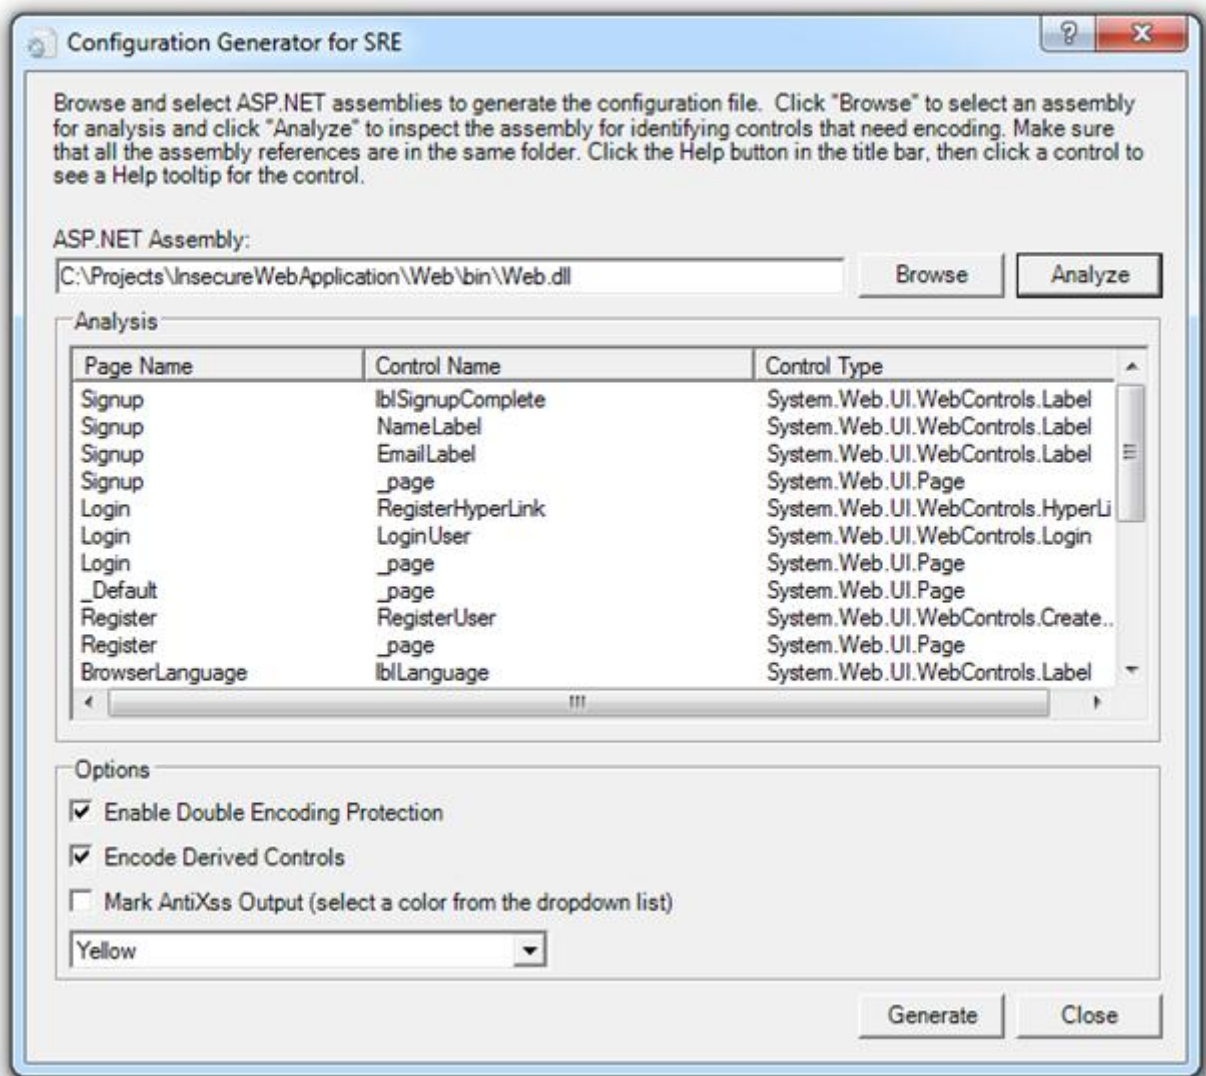 Configuration Generator for SRE
Browse and select ASP.NET assemblies to generate the configuration file.  Click "Browse" to select an assembly
for analysis and click "Analyze" to inspect the assembly for identifying controls that need encoding. Make sure
that all the assembly references are in the same folder. Click the Help button in the title bar, then click a control to
see a Help tooltip for the control.
ASP.NET Assembly:
C:\Projects\InsecureWebApplication\Web\bin\Web.dll Browse Analyze
Analysis
Page Name Control Name Control Type
Signup lblSignupComplete System.Web.UI.WebControls.Label
Signup NameLabel System.Web.UI.WebControls.Label
Signup EmailLabel System.Web.UI.WebControls.Label
Signup _page System.Web.UI.Page
Login RegisterHyperLink System.Web.UI.WebControls.HyperLi
Login LoginUser System.Web.UI.WebControls.Login
Login _page System.Web.UI.Page
_Default _page System.Web.UI.Page
Register RegisterUser System.Web.UI.WebControls.Create..
Register _page System.Web.UI.Page
BrowserLanguage lblLanguage System.Web.UI.WebControls.Label
Options
Enable Double Encoding Protection
Encode Derived Controls
Mark AntiXss Output (select a color from the dropdown list)
Yellow
Generate Close